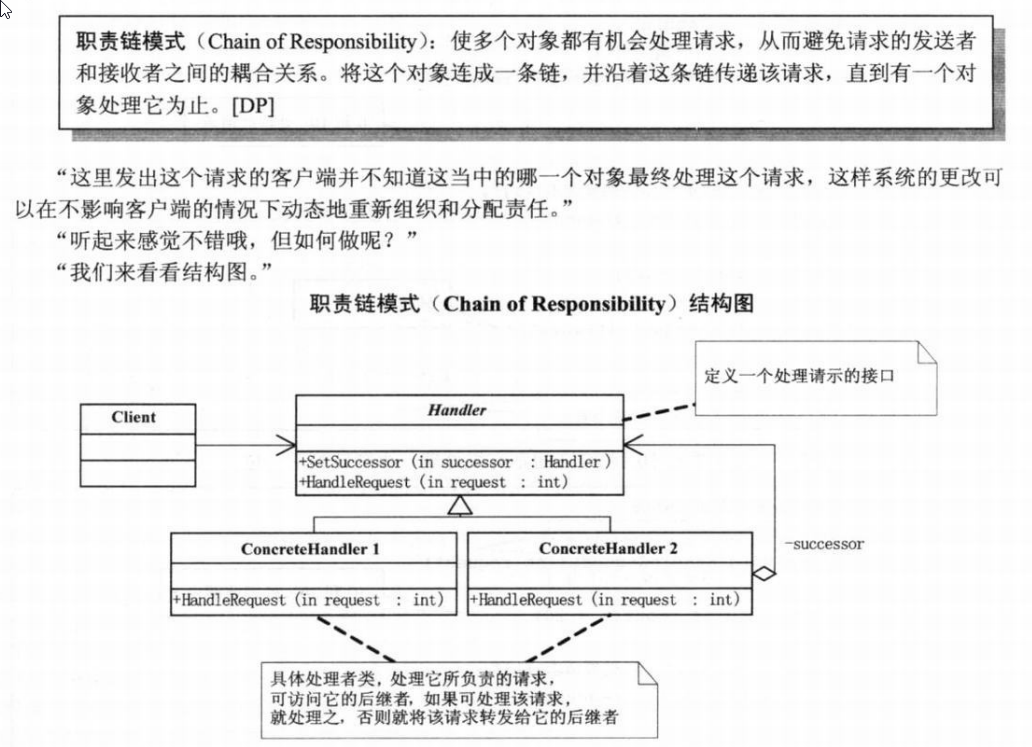 职责链模式（Chain of Responsibility）：使多个对象都有机会处理请求，从而避免请求的发送者
和接收者之间的耦合关系。将这个对象连成一条链，并沿着这条链传递该请求，直到有一个对
象处理它为止。[DP]
“这里发出这个请求的客户端并不知道这当中的哪一个对象最终处理这个请求，这样系统的更改可
以在不影响客户端的情况下动态地重新组织和分配责任。”
“听起来感觉不错哦，但如何做呢？”
“我们来看看结构图。”
职责链模式（Chain of Responsibility）结构图
定义一个处理请示的接口
Client
Handler
+SetSuccessor (in successor : Handler)
+HandleRequest (in request : int)
-successor
ConcreteHandler 1
+HandleRequest (in request : int)
ConcreteHandler 2
+HandleRequest (in request : int)
具体处理者类，处理它所负责的请求，
可访问它的后继者，如果可处理该请求，
就处理之，否则就将该请求转发给它的后继者